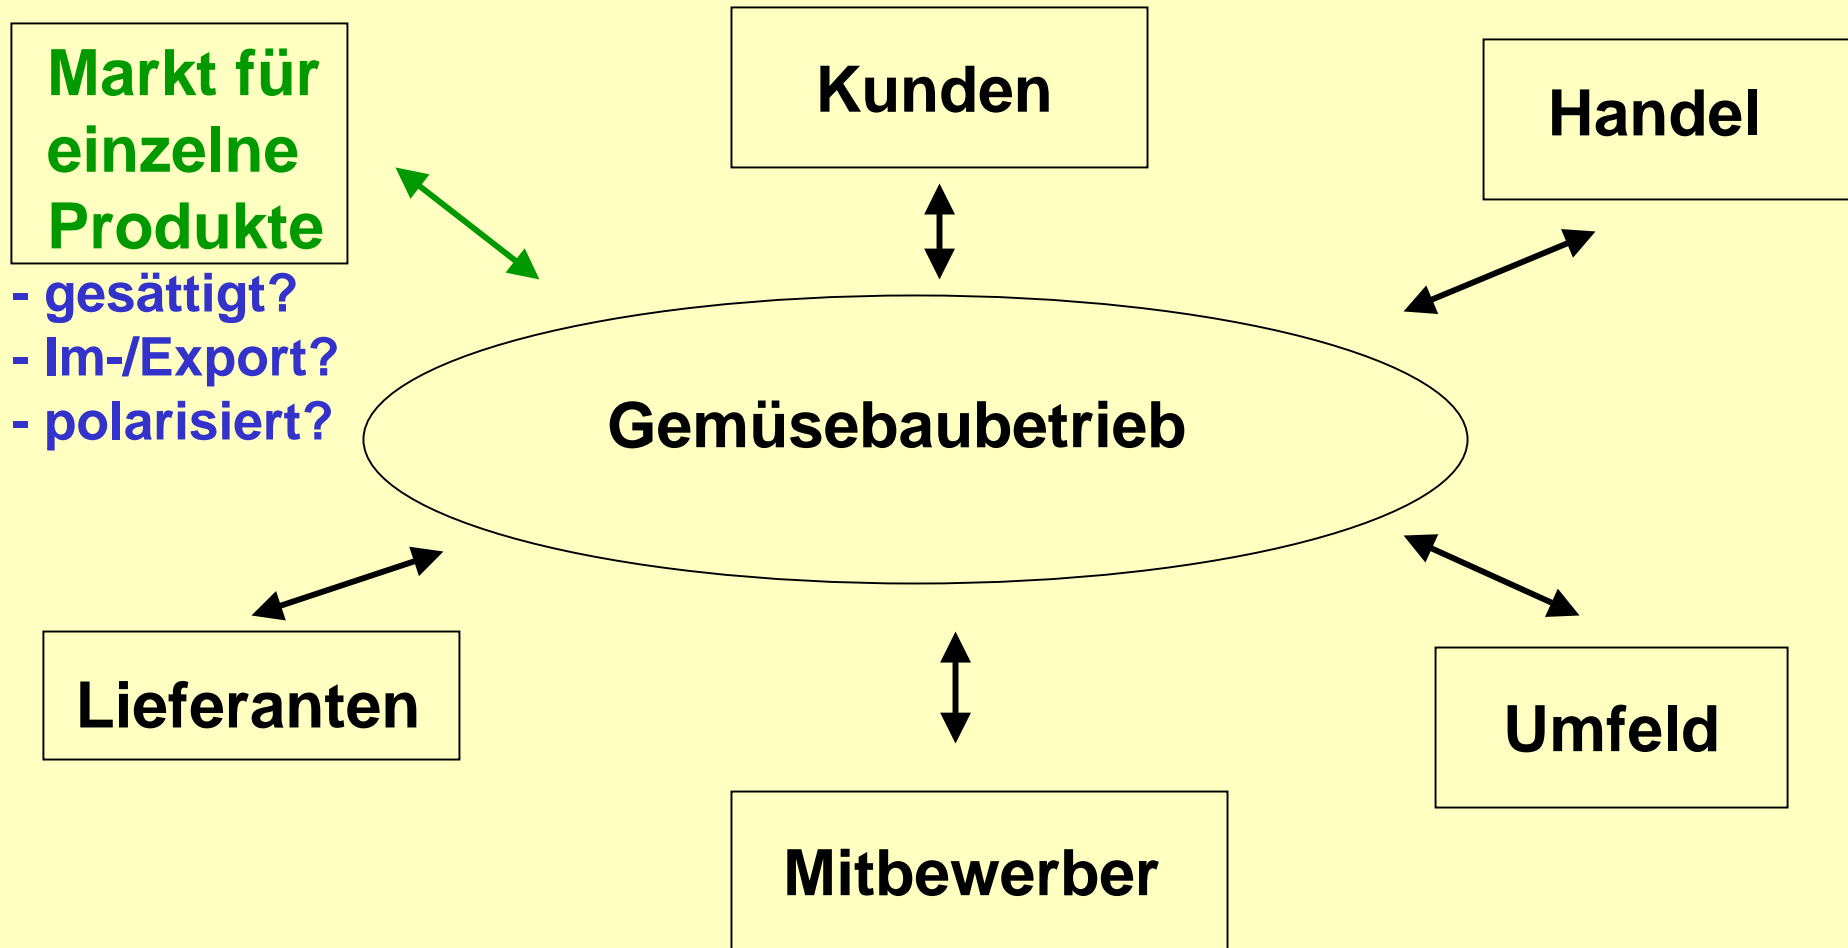 Markt für
einzelne
Produkte
- gesättigt?
- Im-/Export?
- polarisiert?
Kunden
Handel
Gemüsebaubetrieb
Lieferanten
Mitbewerber
Umfeld